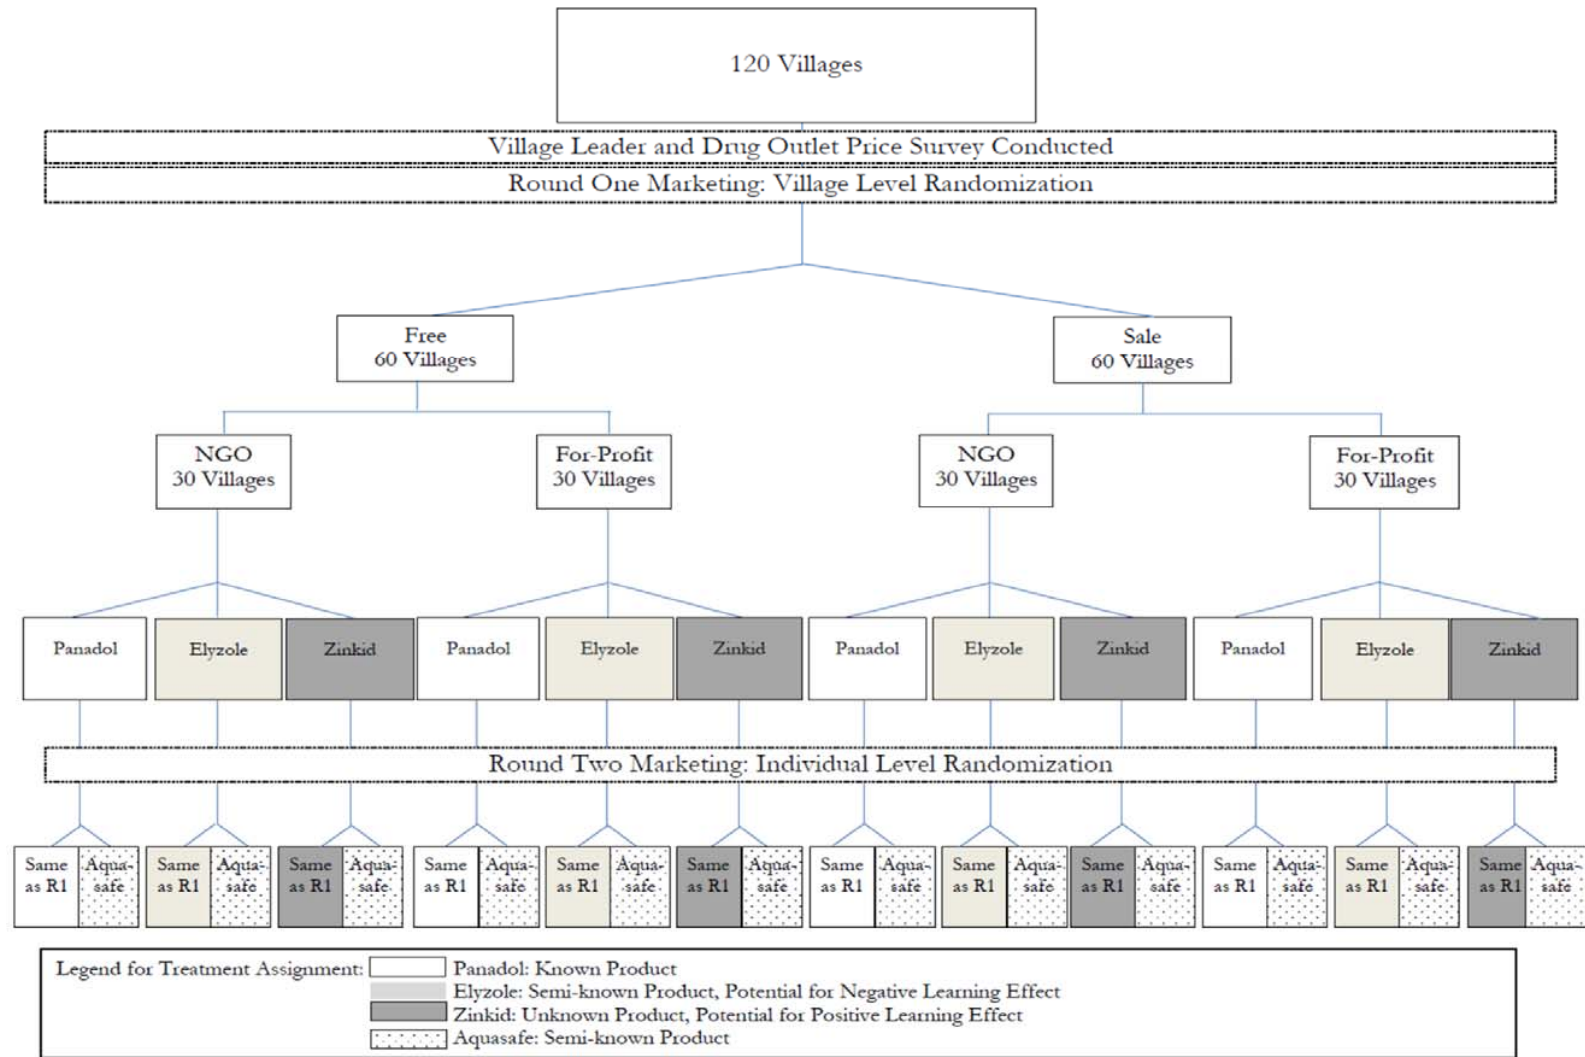 120 Villages
Village Leader and Drug Outlet Price Survey Conducted
Round One Marketing: Village Level Randomization
Free
60 Villages
Sale
60 Villages
NGO
30 Villages
For-Profit
30 Villages
NGO
30 Villages
For-Profit
30 Villages
Panadol
Elyzole
Zinkid
Panadol
Elyzole
Zinkid
Panadol
Elyzole
Zinkid
Panadol
Elyzole
Zinkid
Round Two Marketing: Individual Level Randomization
Same
as R1
Aqua-
safe
Same
as R1
Aqua-
safe
Same
as R1
Aqua-
safe
Same
as R1
Aqua-
safe
Same
as R1
Aqua-
safe
Same
as R1
Aqua-
safe
Same
as R1
Aqua-
safe
Same
as R1
Aqua-
safe
Same
as R1
Aqua-
safe
Same
as R1
Aqua-
safe
Same
as R1
Aqua-
safe
Same
as R1
Aqua-
safe
Legend for Treatment Assignment:
Panadol: Known Product
Elyzole: Semi-known Product, Potential for Negative Learning Effect
Zinkid: Unknown Product, Potential for Positive Learning Effect
Aquasafe: Semi-known Product